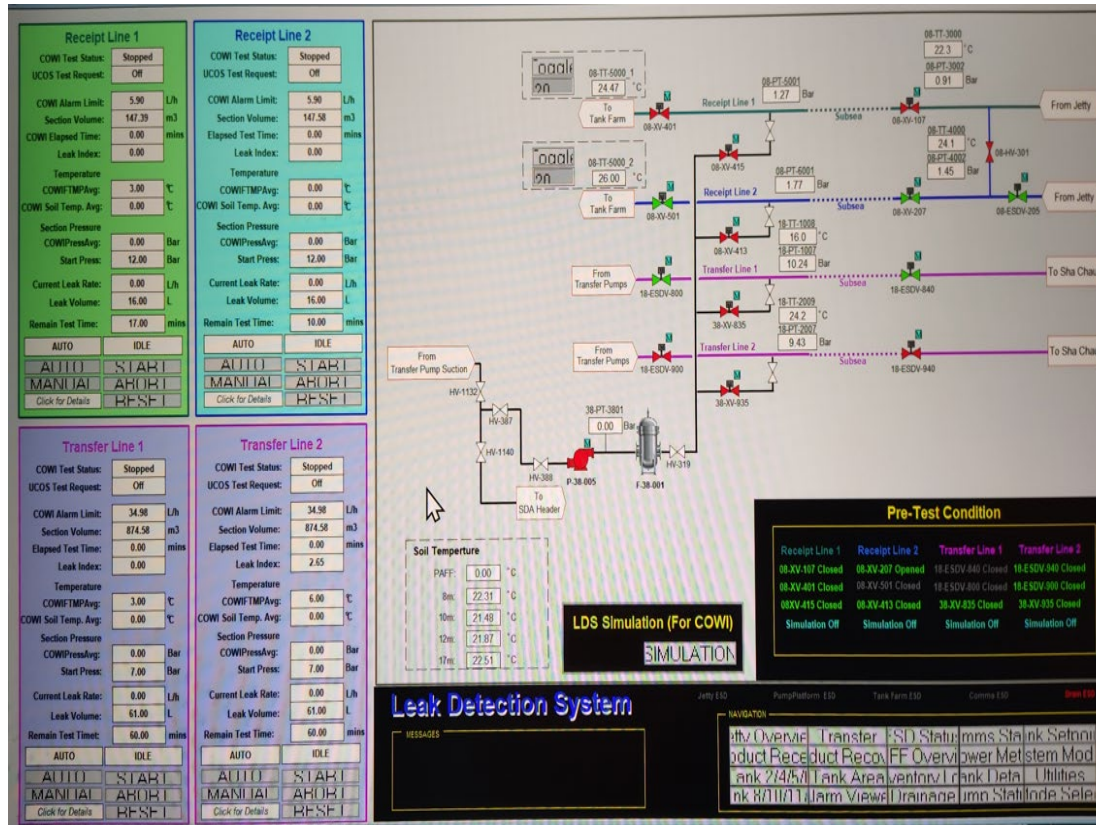 Receipt Line 1
COWI Test Status: Stopped
UCOS Test Request: Off
COWI Alarm Limit: 5.90 L/h
Section Volume: 147.39 m3
COWI Elapsed Time: 0.00 mins
Leak Index: 0.00
Temperature
COWIFTMPAvg: 3.00 ℃
COWI Soil Temp. Avg: 0.00 ℃
Section Pressure
COWIPressAvg: 0.00 Bar
Start Press: 12.00 Bar
Current Leak Rate: 0.00 L/h
Leak Volume: 16.00 L
Remain Test Time: 17.00 mins
AUTO IDLE
AUTO START
MANUAL ABORT
Click for Details RESET
Receipt Line 2
COWI Test Status: Stopped
UCOS Test Request: Off
COWI Alarm Limit: 5.90 L/h
Section Volume: 147.58 m3
Elapsed Test Time: 0.00 mins
Leak Index: 0.00
Temperature
COWIFTMPAvg: 0.00 ℃
COWI Soil Temp. Avg: 0.00 ℃
Section Pressure
COWIPressAvg: 0.00 Bar
Start Press: 12.00 Bar
Current Leak Rate: 0.00 L/h
Leak Volume: 16.00 L
Remain Test Time: 10.00 mins
AUTO IDLE
AUTO START
MANUAL ABORT
Click for Details RESET
Transfer Line 1
COWI Test Status: Stopped
UCOS Test Request: Off
COWI Alarm Limit: 34.98 L/h
Section Volume: 874.58 m3
Elapsed Test Time: 0.00 mins
Leak Index: 0.00
Temperature
COWIFTMPAvg: 3.00 ℃
COWI Soil Temp. Avg: 0.00 ℃
Section Pressure
COWIPressAvg: 0.00 Bar
Start Press: 7.00 Bar
Current Leak Rate: 0.00 L/h
Leak Volume: 61.00 L
Remain Test Timet: 60.00 mins
AUTO IDLE
AUTO START
MANUAL ABORT
Click for Details RESET
Transfer Line 2
COWI Test Status: Stopped
UCOS Test Request: Off
COWI Alarm Limit: 34.98 L/h
Section Volume: 874.58 m3
Elapsed Test Time: 0.00 mins
Leak Index: 2.65
Temperature
COWIFTMPAvg: 6.00 ℃
COWI Soil Temp. Avg: 0.00 ℃
Section Pressure
COWIPressAvg: 0.00 Bar
Start Press: 7.00 Bar
Current Leak Rate: 0.00 L/h
Leak Volume: 61.00 L
Remain Test Time: 60.00 mins
AUTO IDLE
AUTO START
MANUAL ABORT
Click for Details RESET
08-TT-3000
22.3 °C
08-PT-3002
0.91 Bar
08-TT-5000_1
24.47 °C
08-PT-5001
1.27 Bar
To Tank Farm
08-XV-401
Receipt Line 1
Subsea
08-XV-107
From Jetty
08-TT-4000
24.1 °C
08-PT-4002
1.45 Bar
08-HV-301
08-XV-415
08-TT-5000_2
26.00 °C
08-PT-6001
1.77 Bar
To Tank Farm
08-XV-501
Receipt Line 2
Subsea
08-XV-207
08-ESDV-205
From Jetty
08-XV-413
18-TT-1008
16.0 °C
18-PT-1007
10.24 Bar
From Transfer Pumps
18-ESDV-800
Transfer Line 1
Subsea
18-ESDV-840
To Sha Chau
38-XV-835
18-TT-2009
24.2 °C
18-PT-2007
9.43 Bar
From Transfer Pumps
18-ESDV-900
Transfer Line 2
Subsea
18-ESDV-940
To Sha Chau
38-XV-935
From
Transfer Pump Suction
HV-1132
HV-387
HV-1140
HV-388
38-PT-3801
0.00 Bar
P-38-005
F-38-001
HV-319
To
SDA Header
Soil Temperture
PAFF: 0.00 °C
8m: 22.31 °C
10m: 21.48 °C
12m: 21.87 °C
17m: 22.51 °C
LDS Simulation (For COWI)
SIMULATION
Pre-Test Condition
Receipt Line 1 Receipt Line 2 Transfer Line 1 Transfer Line 2
08-XV-107 Closed 08-XV-207 Opened 18-ESDV-840 Closed 18-ESDV-940 Closed
08-XV-401 Closed 08-XV-501 Closed 18-ESDV-800 Closed 18-ESDV-900 Closed
08XV-415 Closed 08-XV-413 Closed 38-XV-835 Closed 38-XV-935 Closed
Simulation Off Simulation Off Simulation Off Simulation Off
Leak Detection System
Jetty ESD PumpPlatform ESD Tank Farm ESD Comms ESD
MESSAGES
NAVIGATION
Transfer
Tank Area
Utilities
Drainage